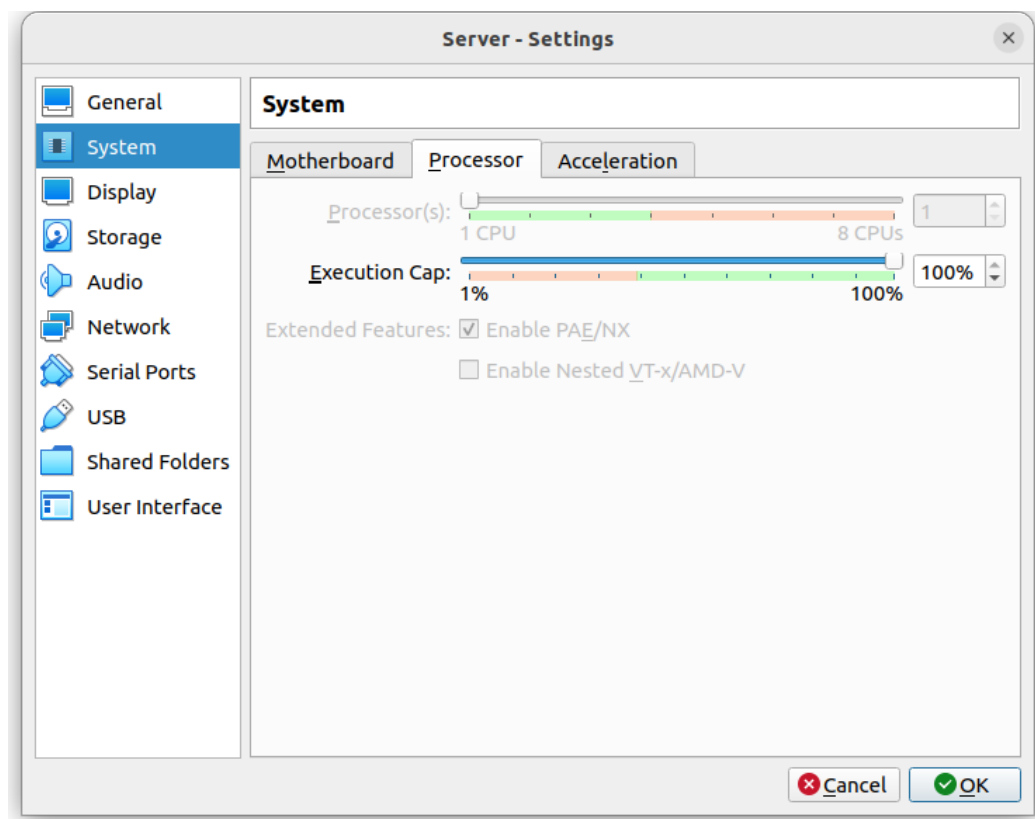 Server - Settings
General
System
Display
Storage
Audio
Network
Serial Ports
USB
Shared Folders
User Interface
System
Motherboard Processor Acceleration
Processor(s): 1
1 CPU 8 CPUs
Execution Cap: 100%
1% 100%
Extended Features: Enable PAE/NX
Enable Nested VT-x/AMD-V
Cancel OK